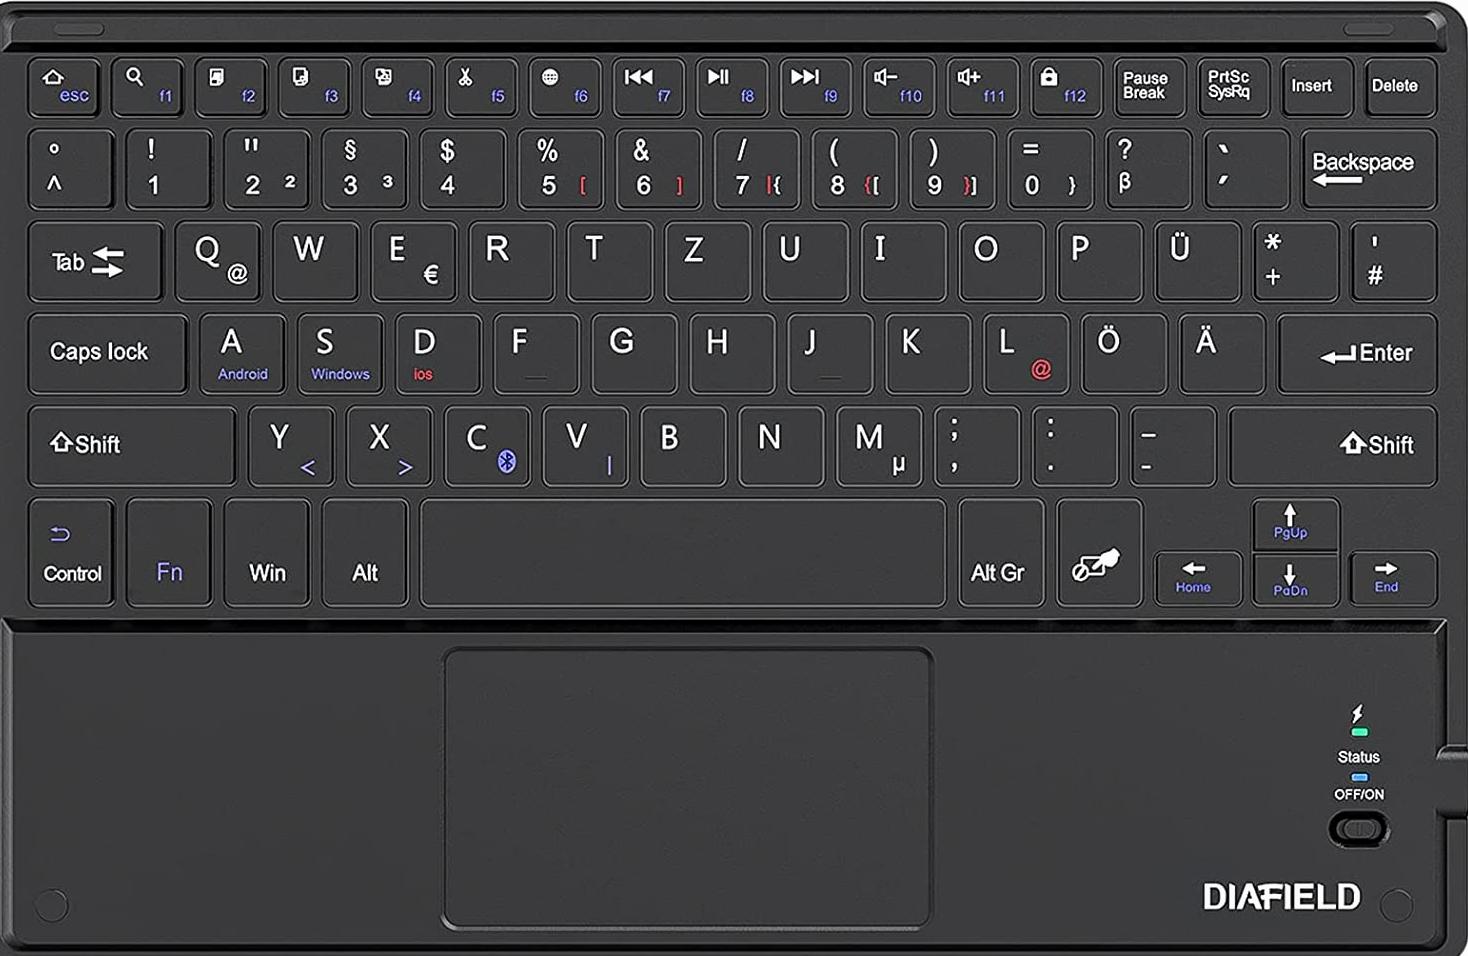 esc f1 f2 f3 f4 f5 f6 f7 f8 f9 f10 f11 f12 Pause Break PrtSc SysRq Insert Delete
° ^ ! 1 " 2 ² § 3 ³ $ 4 % 5 [ & 6 ] / 7 |{ ( 8 {[ ) 9 }] = 0 } ? β ` ´ Backspace
Tab Q @ W E € R T Z U I O P Ü * + ' #
Caps lock A Android S Windows D ios F G H J K L @ Ö Ä Enter
Shift Y < X > C V | B N M µ ; , : . – - Shift
Control Fn Win Alt Alt Gr Home PgUp PgDn End
Status
OFF/ON
DIAFIELD